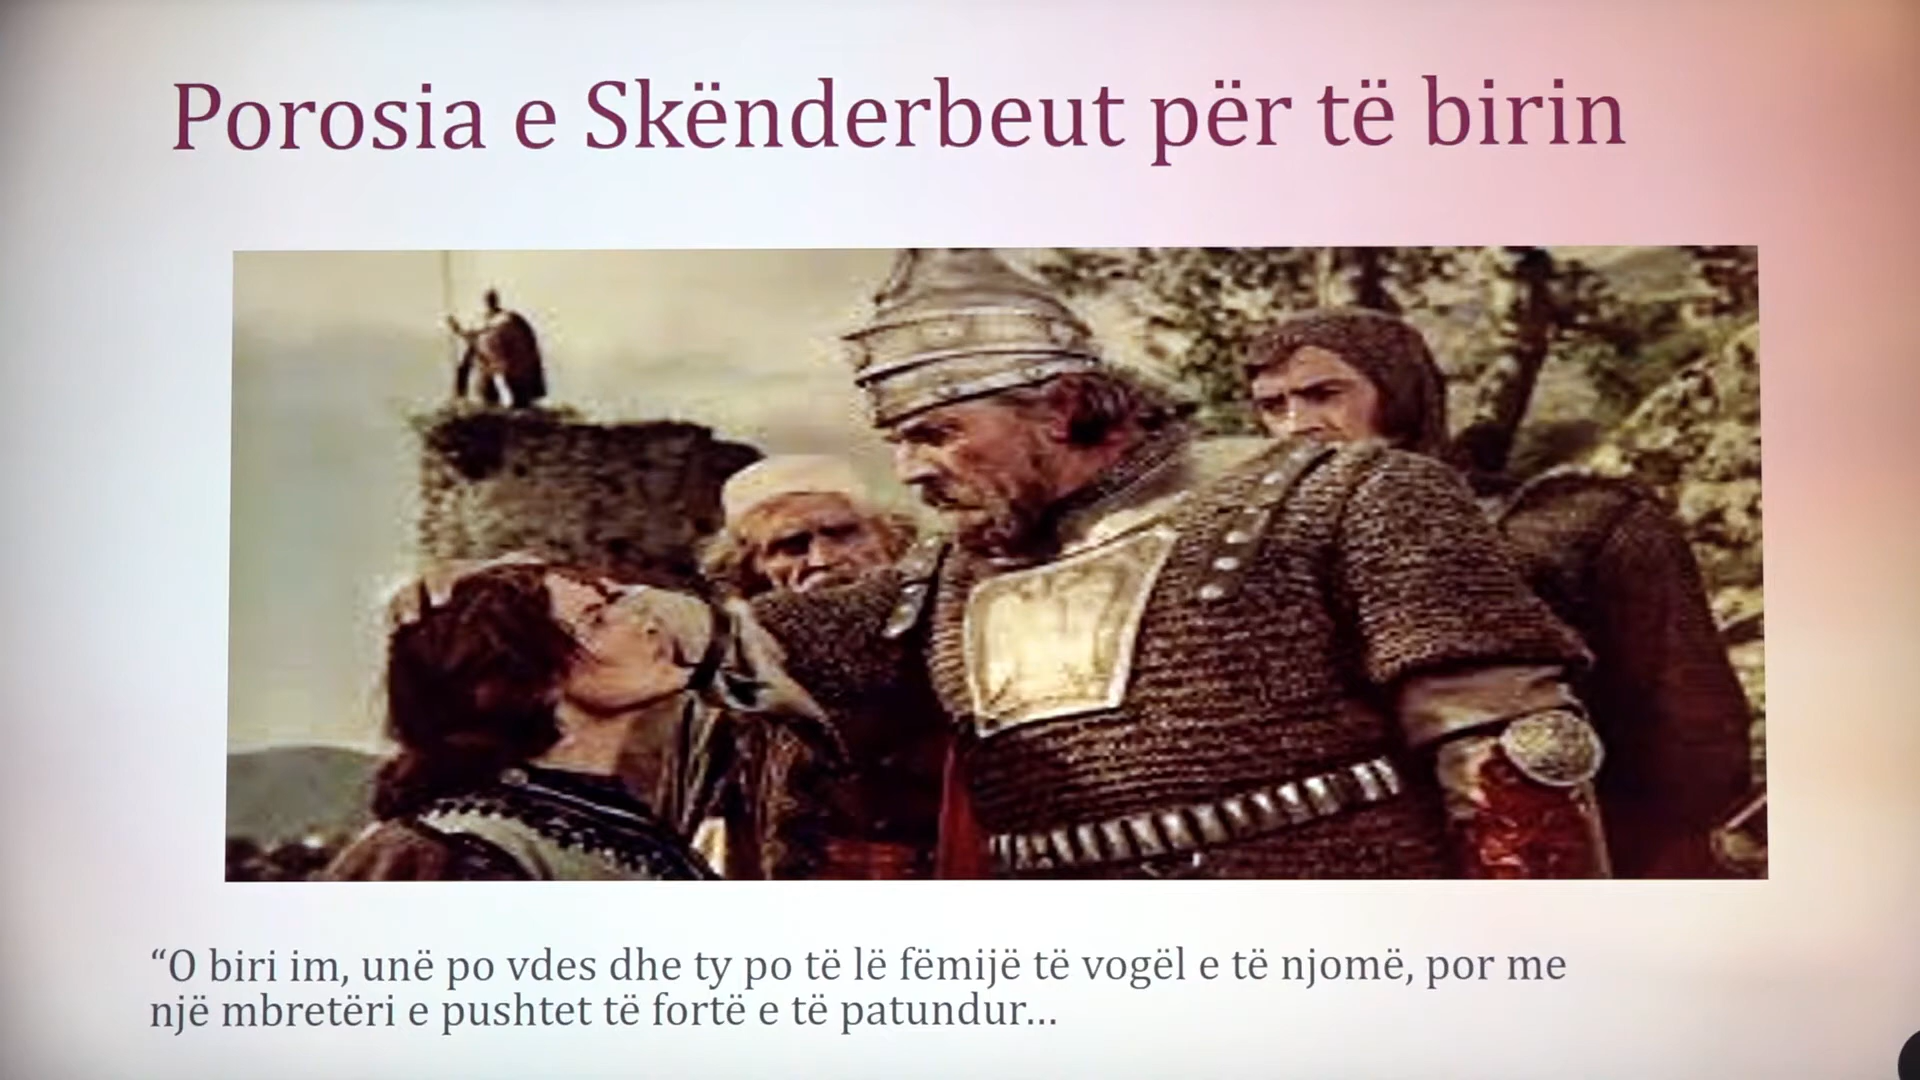 Porosia e Skënderbeut për të birin
“O biri im, unë po vdes dhe ty po të lë fëmijë të vogël e të njomë, por me
një mbretëri e pushtet të fortë e të patundur...